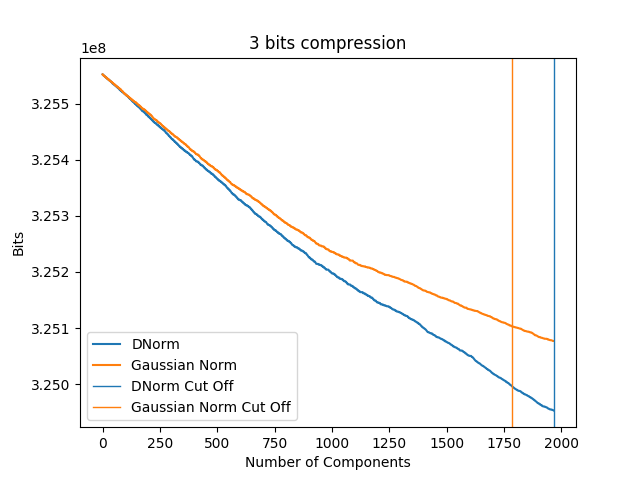 3 bits compression
1e8
3.255
3.254
3.253
3.252
3.251
3.250
Bits
DNorm
Gaussian Norm
DNorm Cut Off
Gaussian Norm Cut Off
0 250 500 750 1000 1250 1500 1750 2000
Number of Components